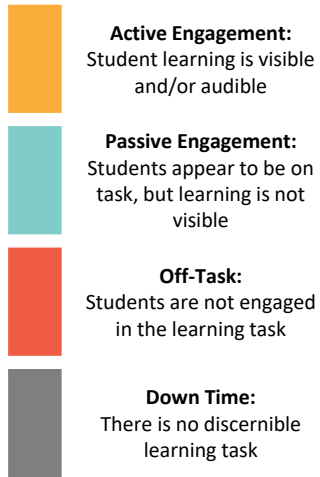 Active Engagement:
Student learning is visible
and/or audible
Passive Engagement:
Students appear to be on
task, but learning is not
visible
Off-Task:
Students are not engaged
in the learning task
Down Time:
There is no discernible
learning task